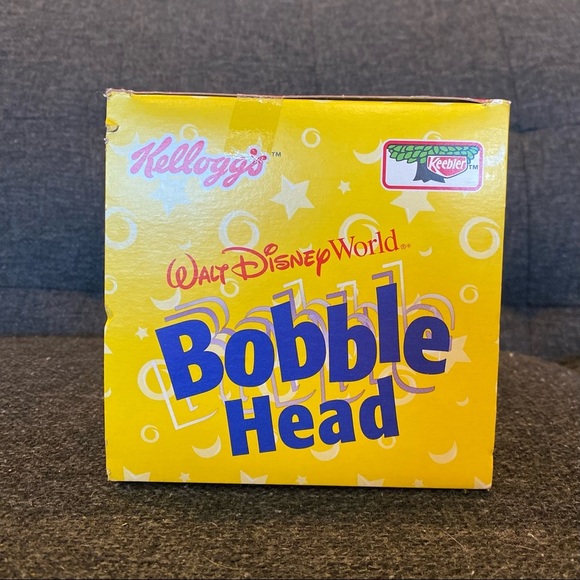 Kellogg's™
Keebler™
Walt Disney World
Bobble
Head